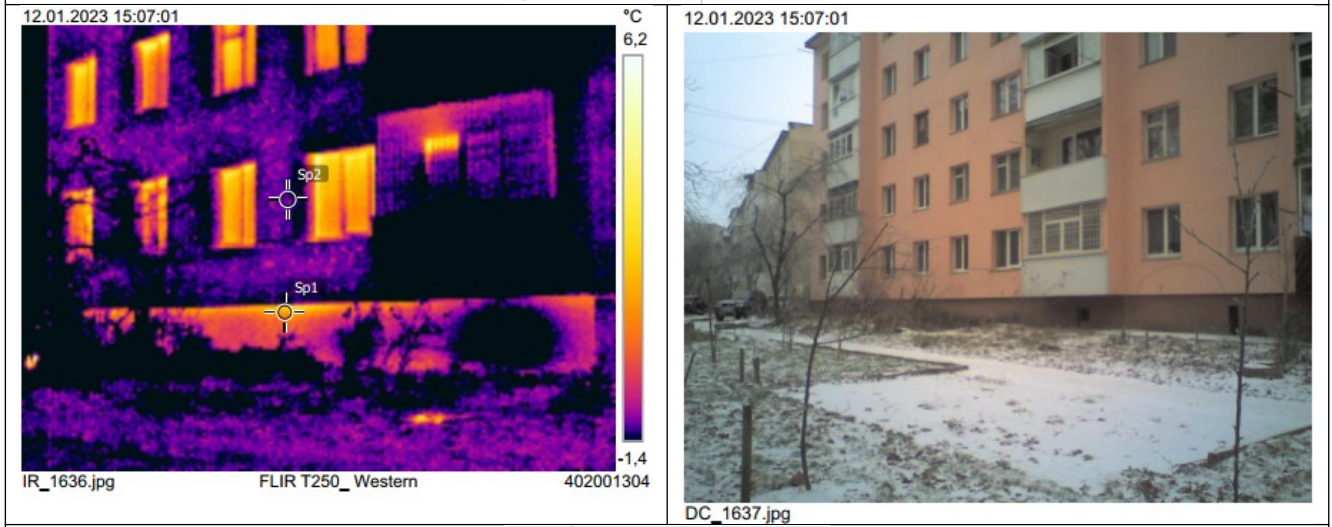 12.01.2023 15:07:01
°C
6,2
Sp2
Sp1
-1,4
IR_1636.jpg
FLIR T250_ Western
402001304
12.01.2023 15:07:01
DC_1637.jpg